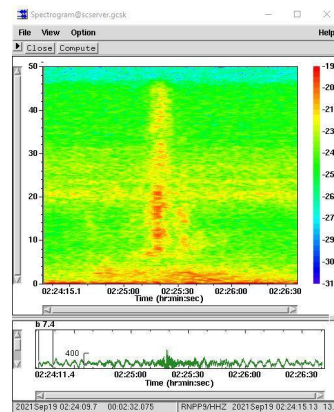 Spectrogram@scserver.gcsk
File View Option Help
Close Compute
50
40
30
20
10
0
02:24:15.1 02:25:00 02:25:30 02:26:00 02:26:30
Time (hr:min:sec)
-19
-21
-22
-23
-24
-25
-26
-27
-28
-29
-30
-31
b 7.4
400
02:24:11.4 02:25:00 02:25:30 02:26:00 02:26:30
Time (hr:min:sec)
2021Sep19 02:24:09.7 00:02:32.075 RNPP9/HHZ 2021Sep19 02:24:15.13